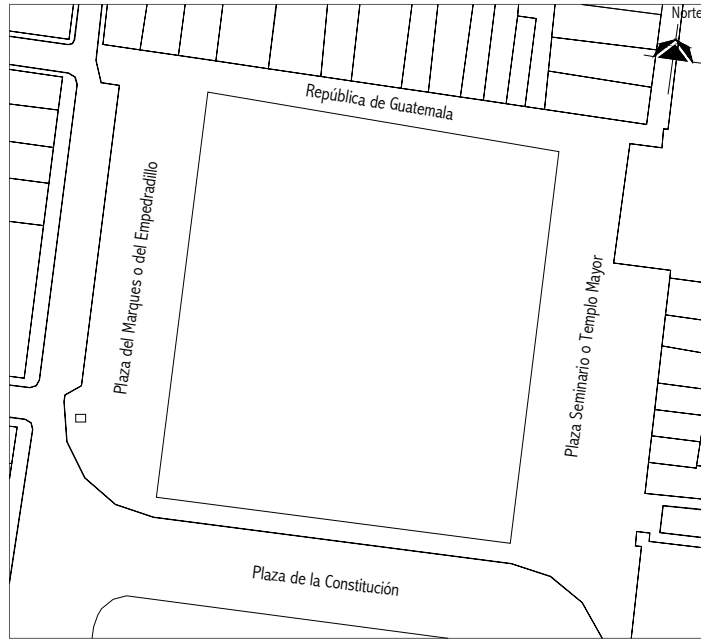 Norte
República de Guatemala
Plaza del Marques o del Empedradillo
Plaza Seminario o Templo Mayor
Plaza de la Constitución